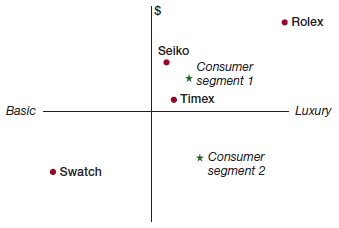 $
Rolex
Seiko
Consumer
segment 1
Timex
Basic
Luxury
Consumer
segment 2
Swatch